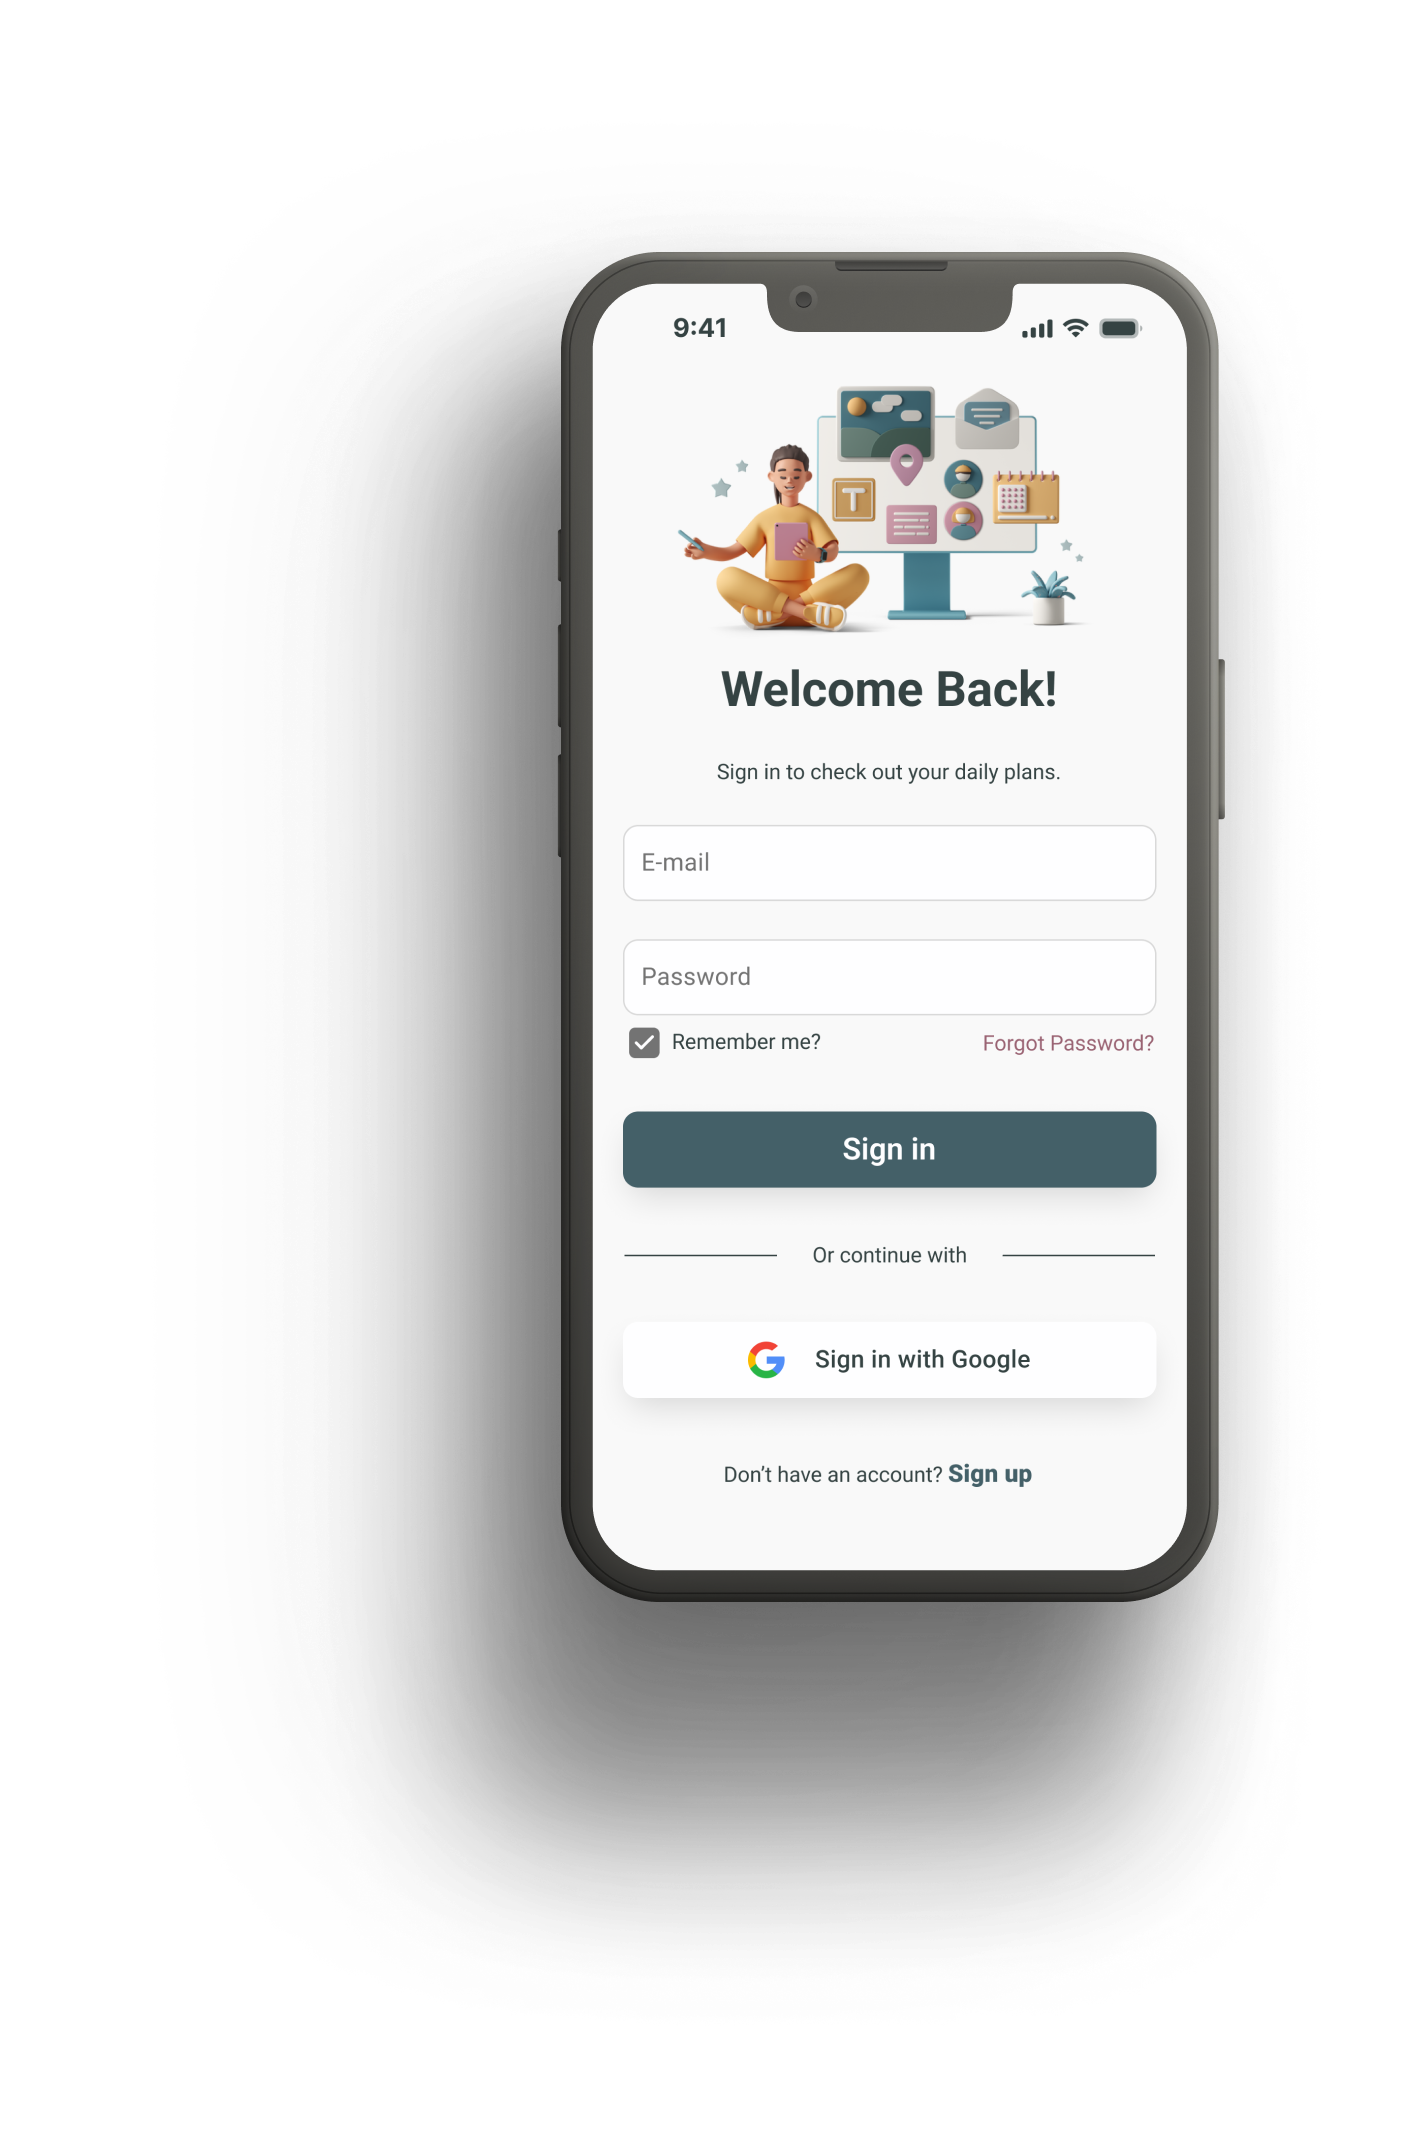 9:41
T
Welcome Back!
Sign in to check out your daily plans.
E-mail
Password
Remember me? Forgot Password?
Sign in
Or continue with
Sign in with Google
Don't have an account? Sign up